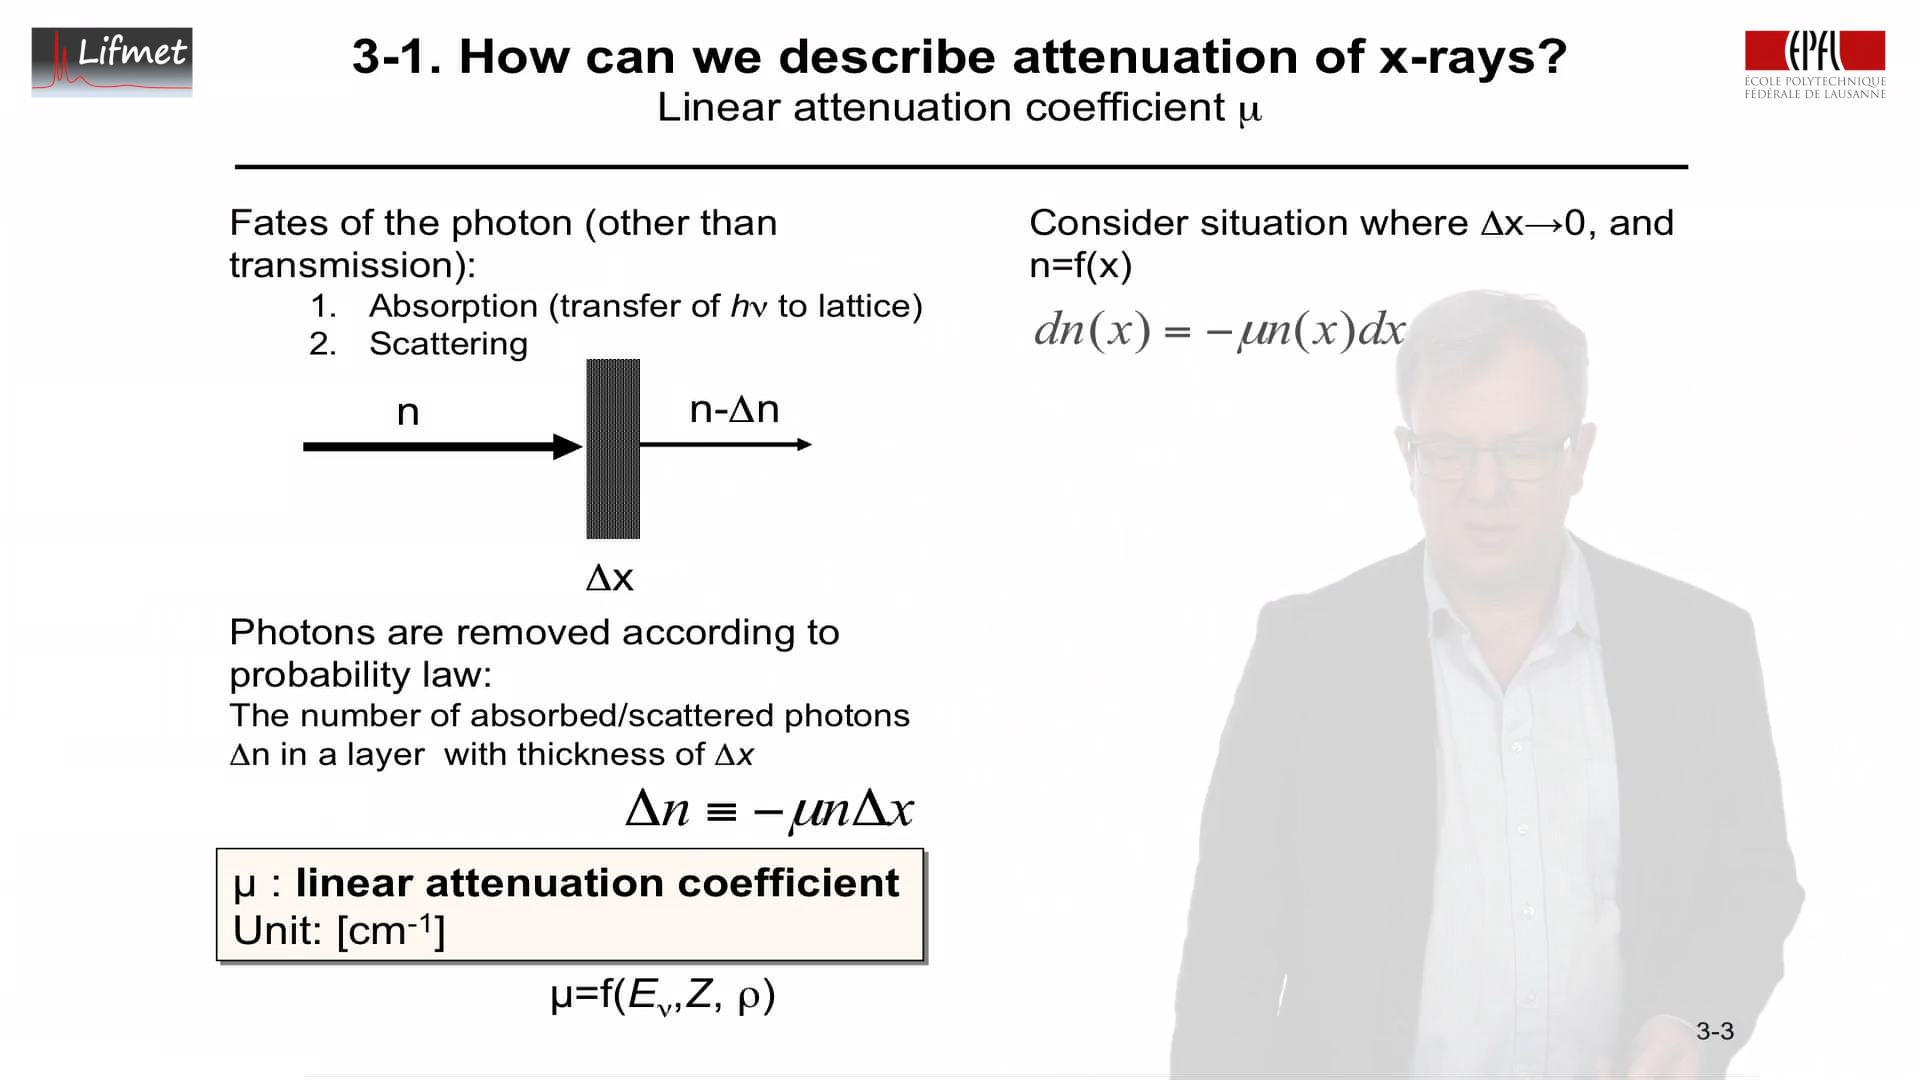 Lifmet
3-1. How can we describe attenuation of x-rays?
Linear attenuation coefficient μ
EPFL
ÉCOLE POLYTECHNIQUE
FÉDÉRALE DE LAUSANNE
Fates of the photon (other than
transmission):
1. Absorption (transfer of hν to lattice)
2. Scattering
n
n-Δn
Δx
Photons are removed according to
probability law:
The number of absorbed/scattered photons
Δn in a layer with thickness of Δx
Δn ≡ −μnΔx
μ : linear attenuation coefficient
Unit: [cm⁻¹]
μ=f(Eᵥ,Z, ρ)
Consider situation where Δx→0, and
n=f(x)
dn(x) = −μn(x)dx
3-3